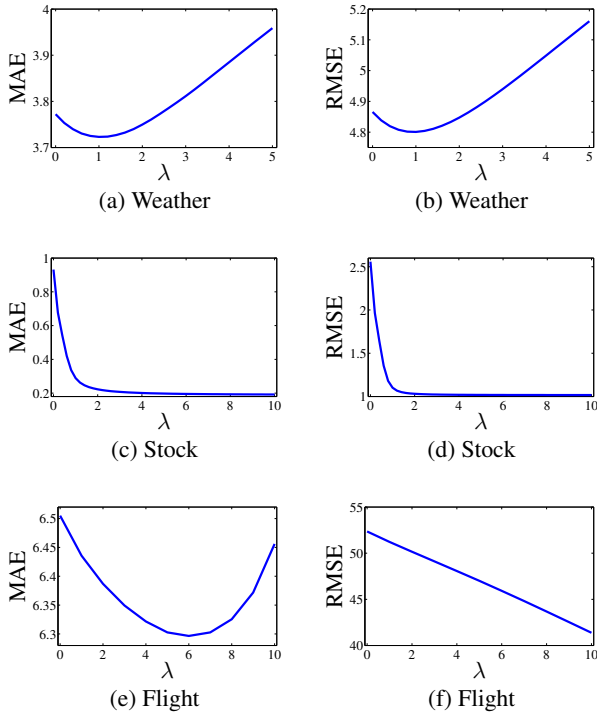 4
3.9
3.8
3.7
MAE
0 1 2 3 4 5
λ
(a) Weather
5.2
5.1
5
4.9
4.8
RMSE
0 1 2 3 4 5
λ
(b) Weather
1
0.8
0.6
0.4
0.2
MAE
0 2 4 6 8 10
λ
(c) Stock
2.5
2
1.5
1
RMSE
0 2 4 6 8 10
λ
(d) Stock
6.5
6.45
6.4
6.35
6.3
MAE
0 2 4 6 8 10
λ
(e) Flight
55
50
45
40
RMSE
0 2 4 6 8 10
λ
(f) Flight